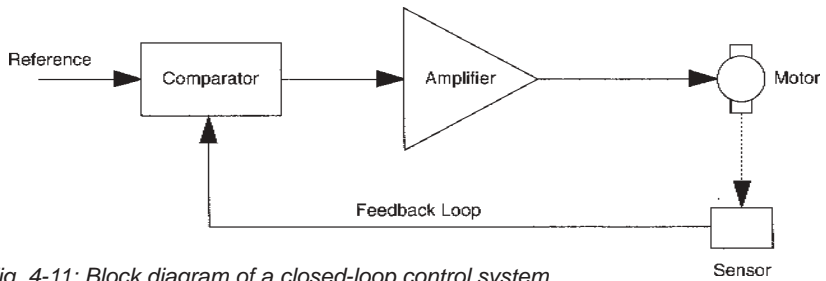 Reference
Comparator
Amplifier
Motor
Feedback Loop
Sensor
ig. 4-11: Block diagram of a closed-loop control system